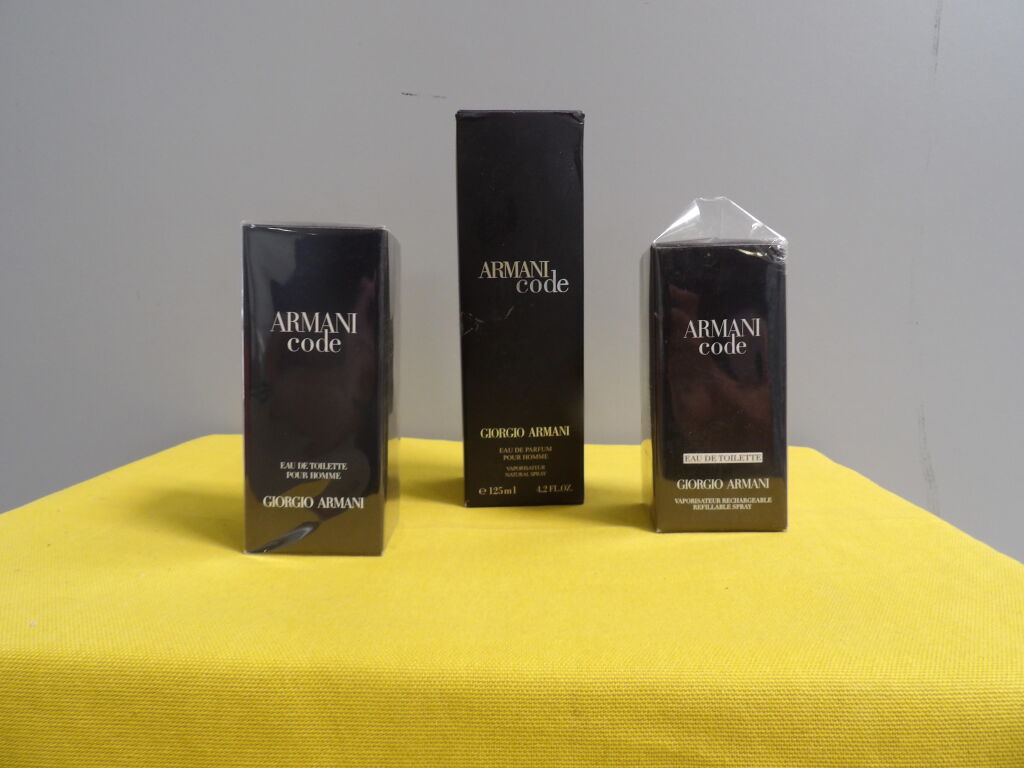 ARMANI
code
EAU DE TOILETTE
POUR HOMME
GIORGIO ARMANI
ARMANI
code
GIORGIO ARMANI
EAU DE PARFUM
POUR HOMME
VAPORISATEUR
NATURAL SPRAY
℮ 125 ml 4.2 FL.OZ.
ARMANI
code
EAU DE TOILETTE
GIORGIO ARMANI
VAPORISATEUR RECHARGEABLE
REFILLABLE SPRAY